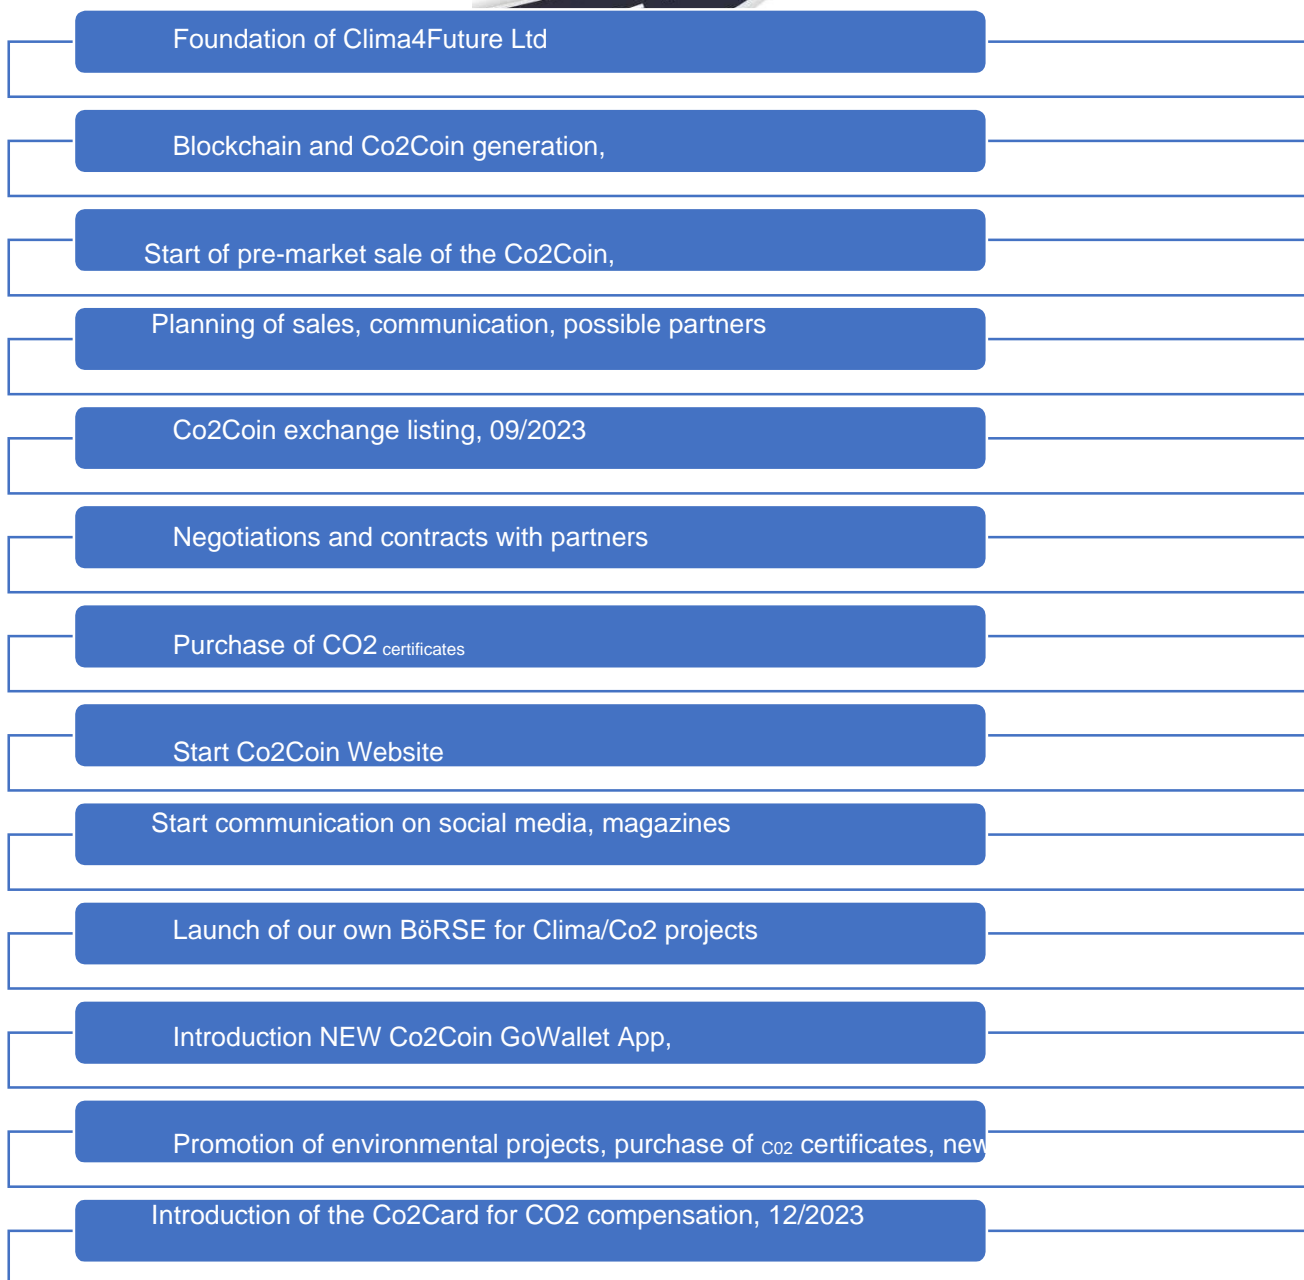 Foundation of Clima4Future Ltd
Blockchain and Co2Coin generation,
Start of pre-market sale of the Co2Coin,
Planning of sales, communication, possible partners
Co2Coin exchange listing, 09/2023
Negotiations and contracts with partners
Purchase of CO2 certificates
Start Co2Coin Website
Start communication on social media, magazines
Launch of our own BöRSE for Clima/Co2 projects
Introduction NEW Co2Coin GoWallet App,
Promotion of environmental projects, purchase of C02 certificates, new
Introduction of the Co2Card for CO2 compensation, 12/2023